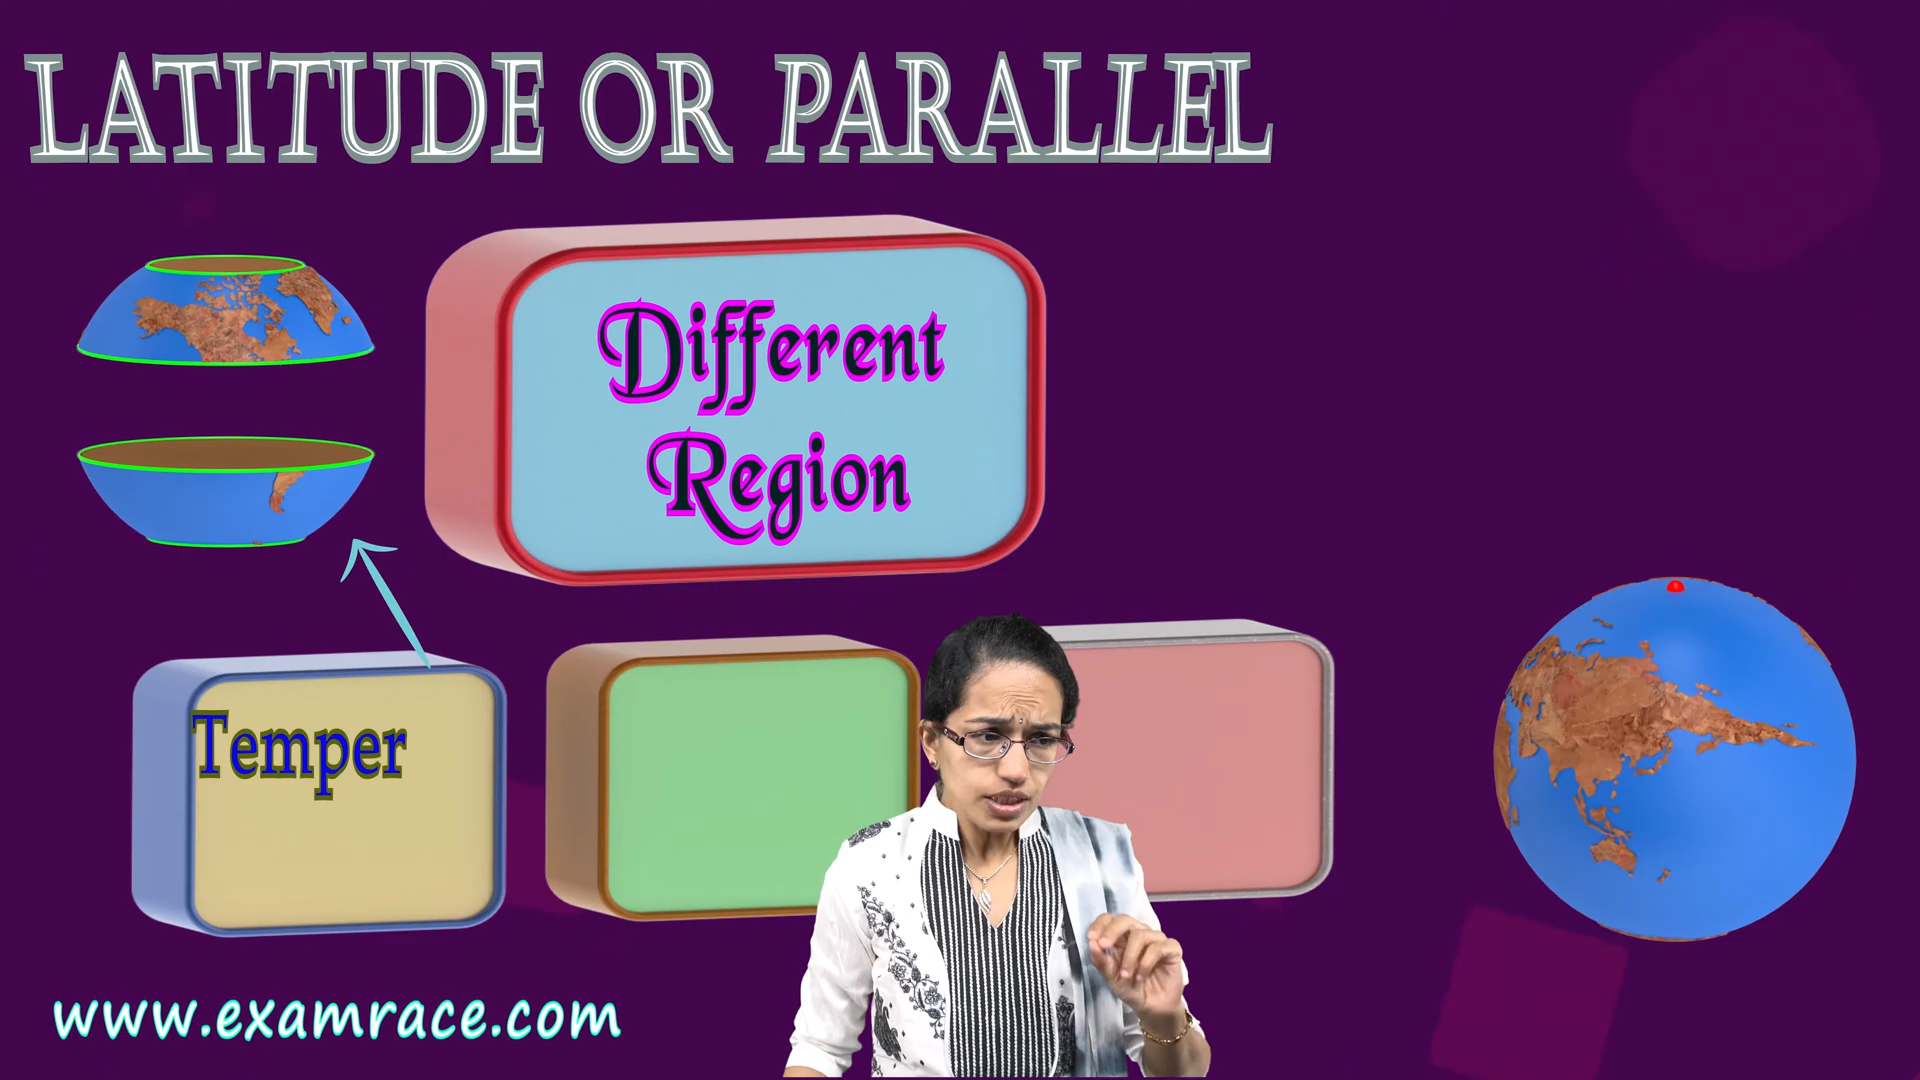 LATITUDE OR PARALLEL
Different
Region
Temper
www.examrace.com